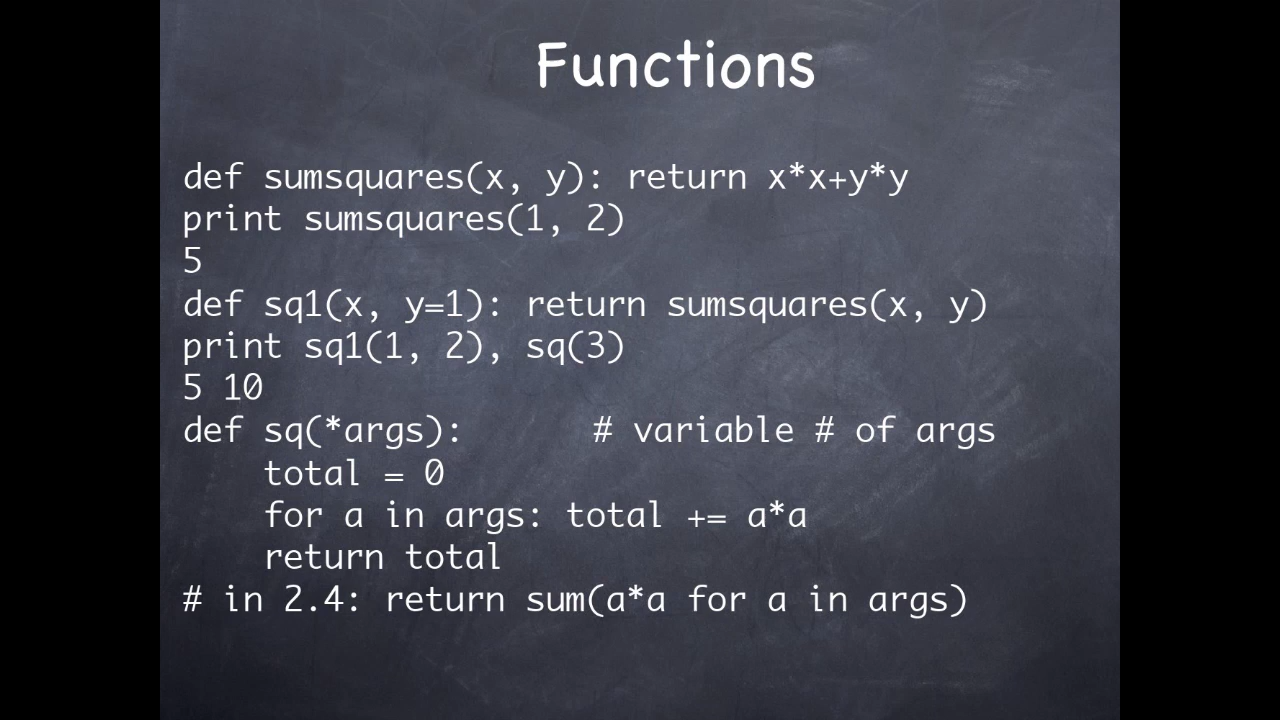 Functions
def sumsquares(x, y): return x*x+y*y
print sumsquares(1, 2)
5
def sq1(x, y=1): return sumsquares(x, y)
print sq1(1, 2), sq(3)
5 10
def sq(*args):      # variable # of args
    total = 0
    for a in args: total += a*a
    return total
# in 2.4: return sum(a*a for a in args)